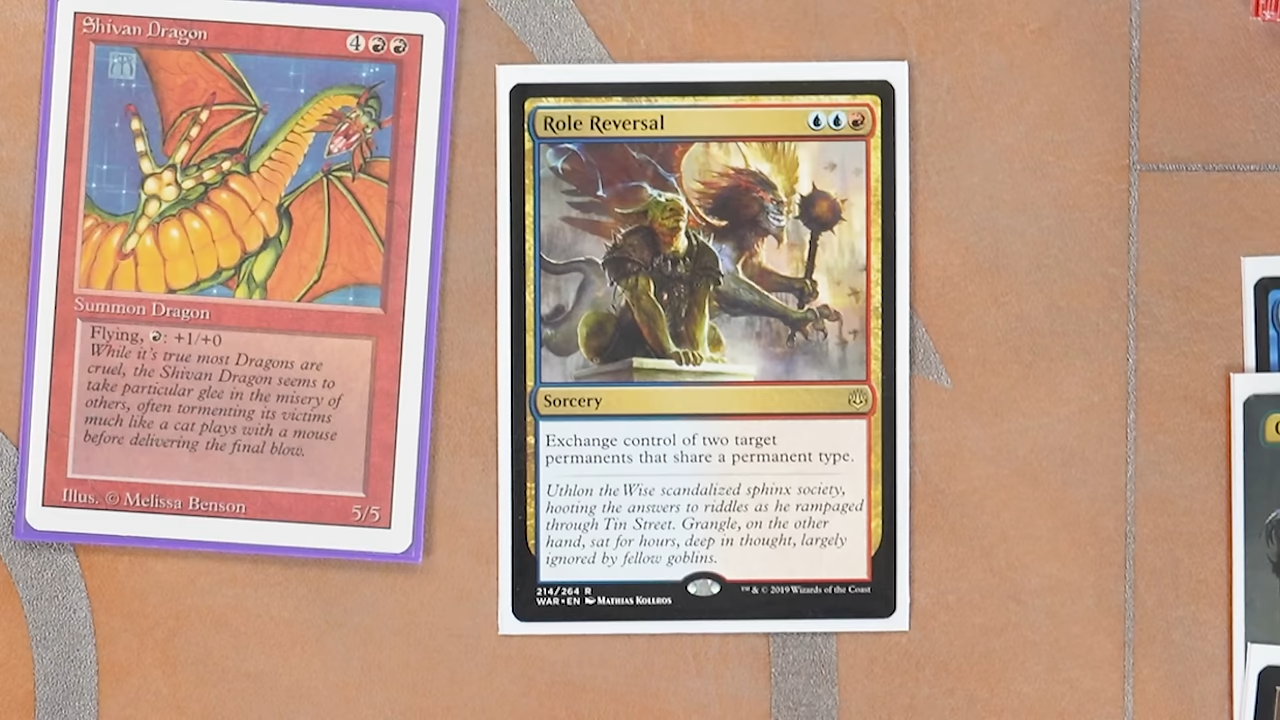 Shivan Dragon
4
Summon Dragon
Flying, : +1/+0
While it's true most Dragons are
cruel, the Shivan Dragon seems to
take particular glee in the misery of
others, often tormenting its victims
much like a cat plays with a mouse
before delivering the final blow.
Illus. © Melissa Benson
5/5
Role Reversal
Sorcery
Exchange control of two target
permanents that share a permanent type.
Uthlon the Wise scandalized sphinx society,
hooting the answers to riddles as he rampaged
through Tin Street. Grangle, on the other
hand, sat for hours, deep in thought, largely
ignored by fellow goblins.
214/264 R
WAR • EN Mathias Kollros
™ & © 2019 Wizards of the Coast